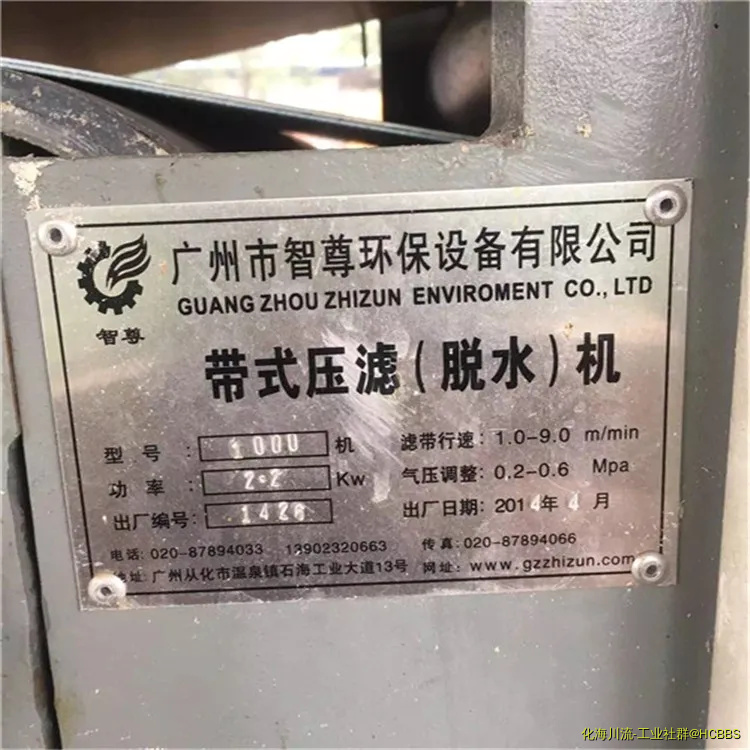 广州市智尊环保设备有限公司
GUANG ZHOU ZHIZUN ENVIROMENT CO., LTD
智尊
带式压滤(脱水)机
型号: 1000 机 滤带行速: 1.0-9.0 m/min
功率: 2.2 Kw 气压调整: 0.2-0.6 Mpa
出厂编号: 1426 出厂日期: 2014年4月
电话: 020-87894033 13902320663 传真: 020-87894066
地址: 广州从化市温泉镇石海工业大道13号 网址: www.gzzhizun.com
化海川流-工业社群@HCBBS